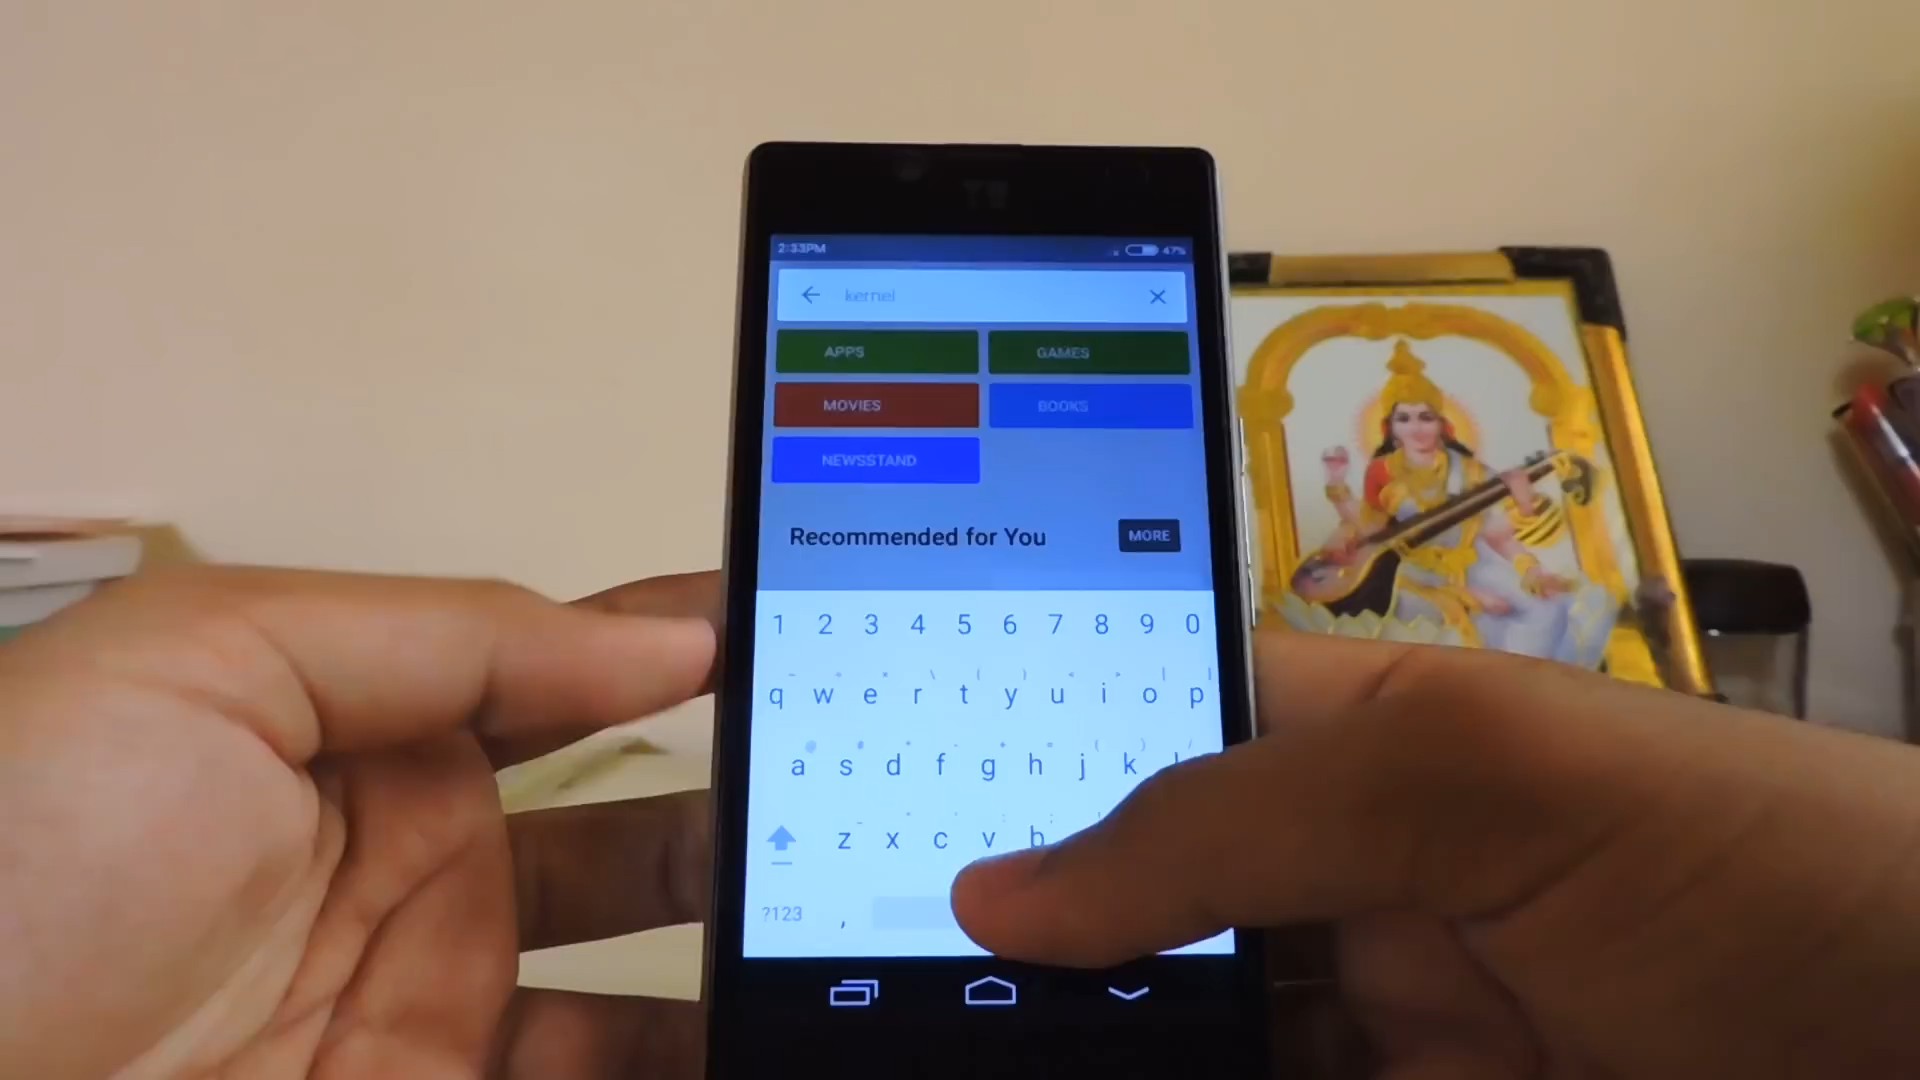 2:33PM 47%
kernel
APPS GAMES
MOVIES BOOKS
NEWSSTAND
Recommended for You MORE
1 2 3 4 5 6 7 8 9 0
q w e r t y u i o p
a s d f g h j k
z x c v b
?123 ,